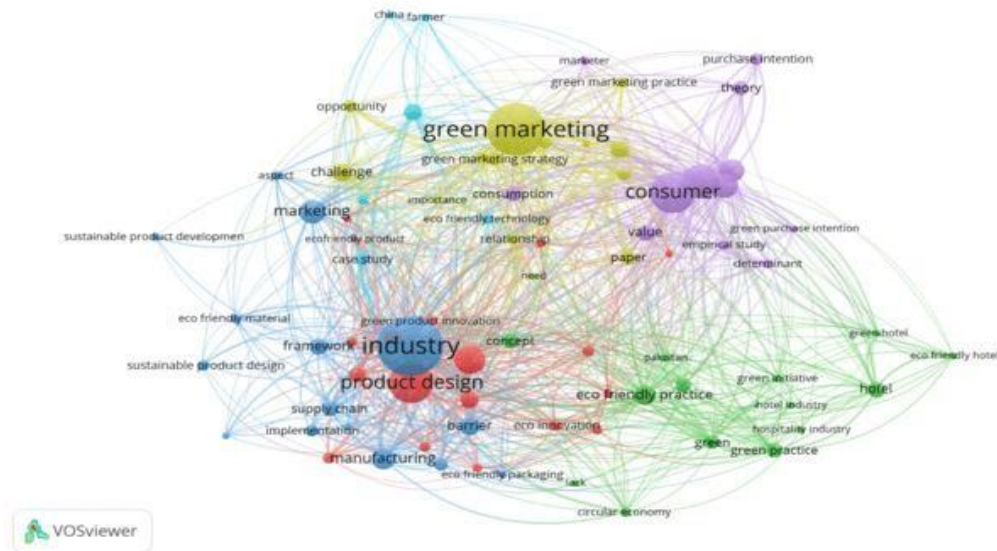 china
farmer
marketer
purchase intention
green marketing practice
theory
opportunity
green marketing
green marketing strategy
challenge
aspect
consumption
consumer
importance
marketing
eco friendly technology
value
green purchase intention
sustainable product developmen
ecofriendly product
relationship
empirical study
case study
paper
determinant
need
eco friendly material
green product innovation
green hotel
framework
industry
concept
pakistan
eco friendly hotel
sustainable product design
product design
green initiative
eco friendly practice
hotel
supply chain
hotel industry
implementation
barrier
eco innovation
hospitality industry
green
green practice
manufacturing
eco friendly packaging
lack
circular economy
VOSviewer